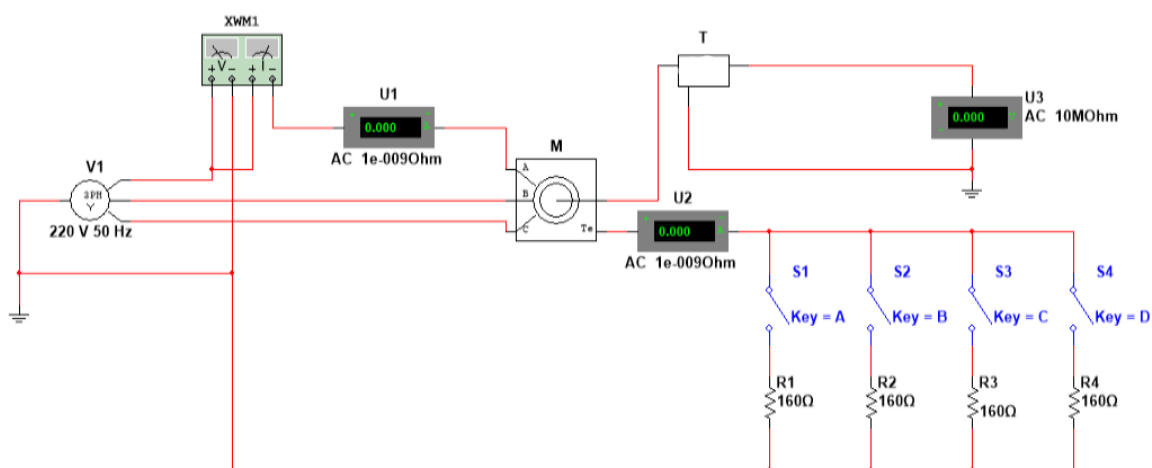 XWM1
V
I
U1
0.000
AC 1e-009Ohm
T
U3
0.000
AC 10MOhm
V1
3PH
Y
220 V 50 Hz
M
A
B
C
Te
U2
0.000
AC 1e-009Ohm
S1
Key = A
S2
Key = B
S3
Key = C
S4
Key = D
R1
160Ω
R2
160Ω
R3
160Ω
R4
160Ω